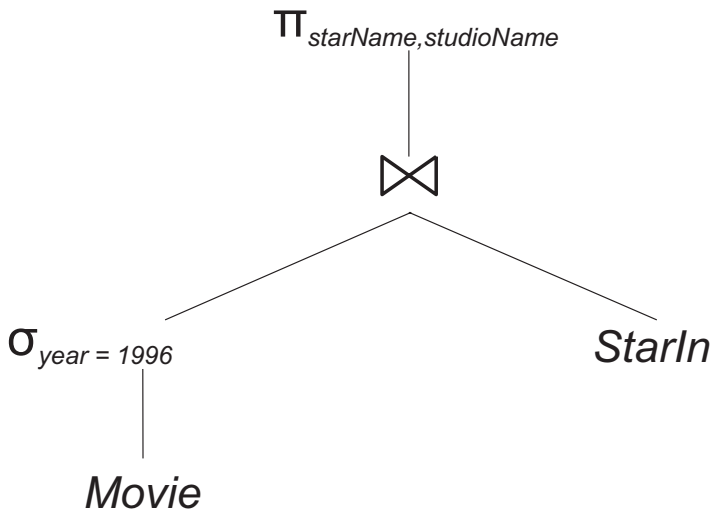 π starName,studioName
⋈
σ year = 1996
StarIn
Movie